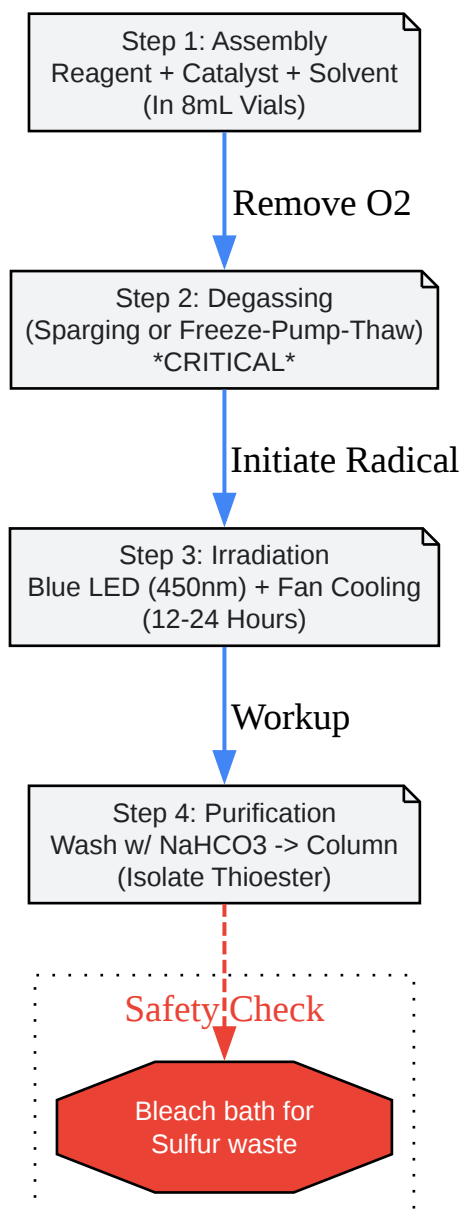 Step 1: Assembly
Reagent + Catalyst + Solvent
(In 8mL Vials)
Remove O2
Step 2: Degassing
(Sparging or Freeze-Pump-Thaw)
*CRITICAL*
Initiate Radical
Step 3: Irradiation
Blue LED (450nm) + Fan Cooling
(12-24 Hours)
Workup
Step 4: Purification
Wash w/ NaHCO3 -> Column
(Isolate Thioester)
Safety Check
Bleach bath for
Sulfur waste